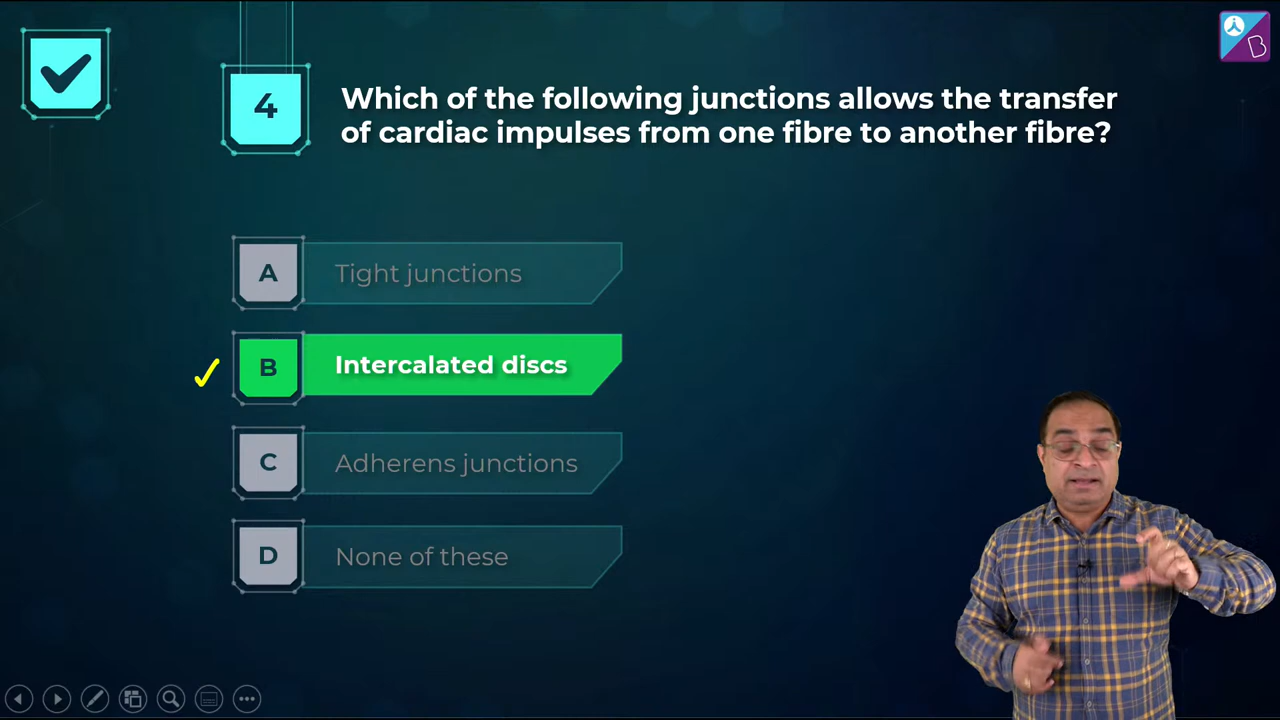 4
Which of the following junctions allows the transfer
of cardiac impulses from one fibre to another fibre?
A
Tight junctions
B
Intercalated discs
C
Adherens junctions
D
None of these
B